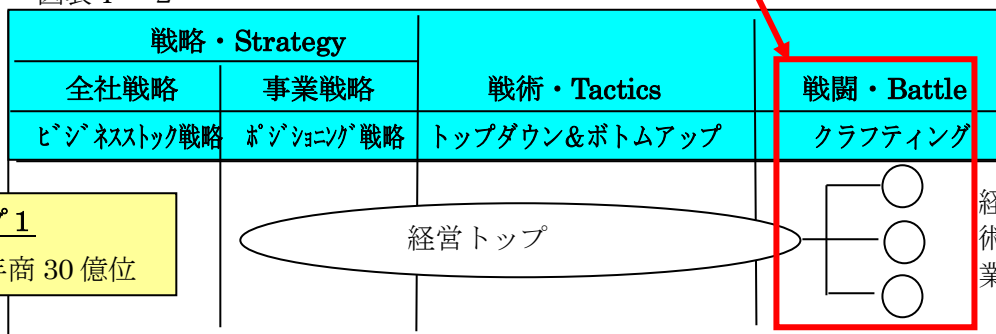 戦略・Strategy
全社戦略 事業戦略 戦術・Tactics 戦闘・Battle
ビジネスストック戦略 ポジショニング戦略 トップダウン&ボトムアップ クラフティング
経営トップ
1
年商 30 億位
経
術
業